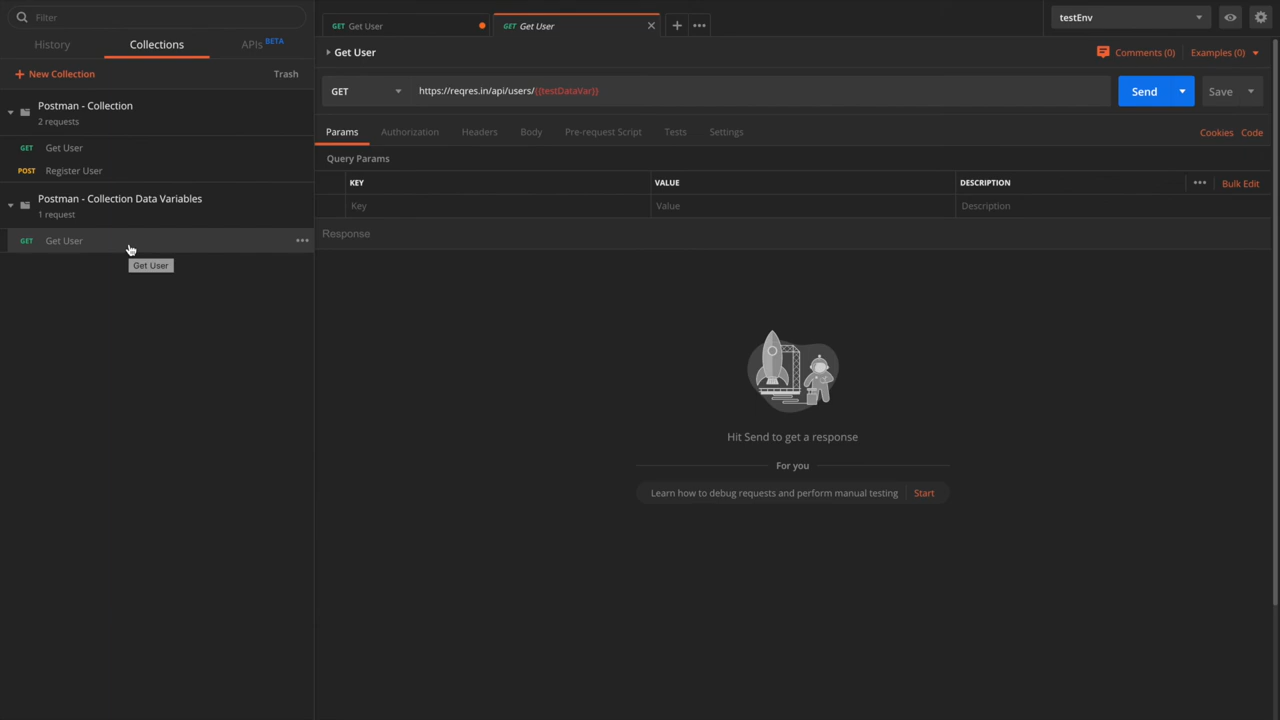 Filter
History
Collections
APIs BETA
+ New Collection
Trash
Postman - Collection
2 requests
GET Get User
POST Register User
Postman - Collection Data Variables
1 request
GET Get User
Get User
GET Get User
GET Get User
testEnv
Get User
Comments (0)
Examples (0)
GET
https://reqres.in/api/users/{{testDataVar}}
Send
Save
Params
Authorization
Headers
Body
Pre-request Script
Tests
Settings
Cookies
Code
Query Params
KEY
VALUE
DESCRIPTION
Bulk Edit
Key
Value
Description
Response
Hit Send to get a response
For you
Learn how to debug requests and perform manual testing
Start